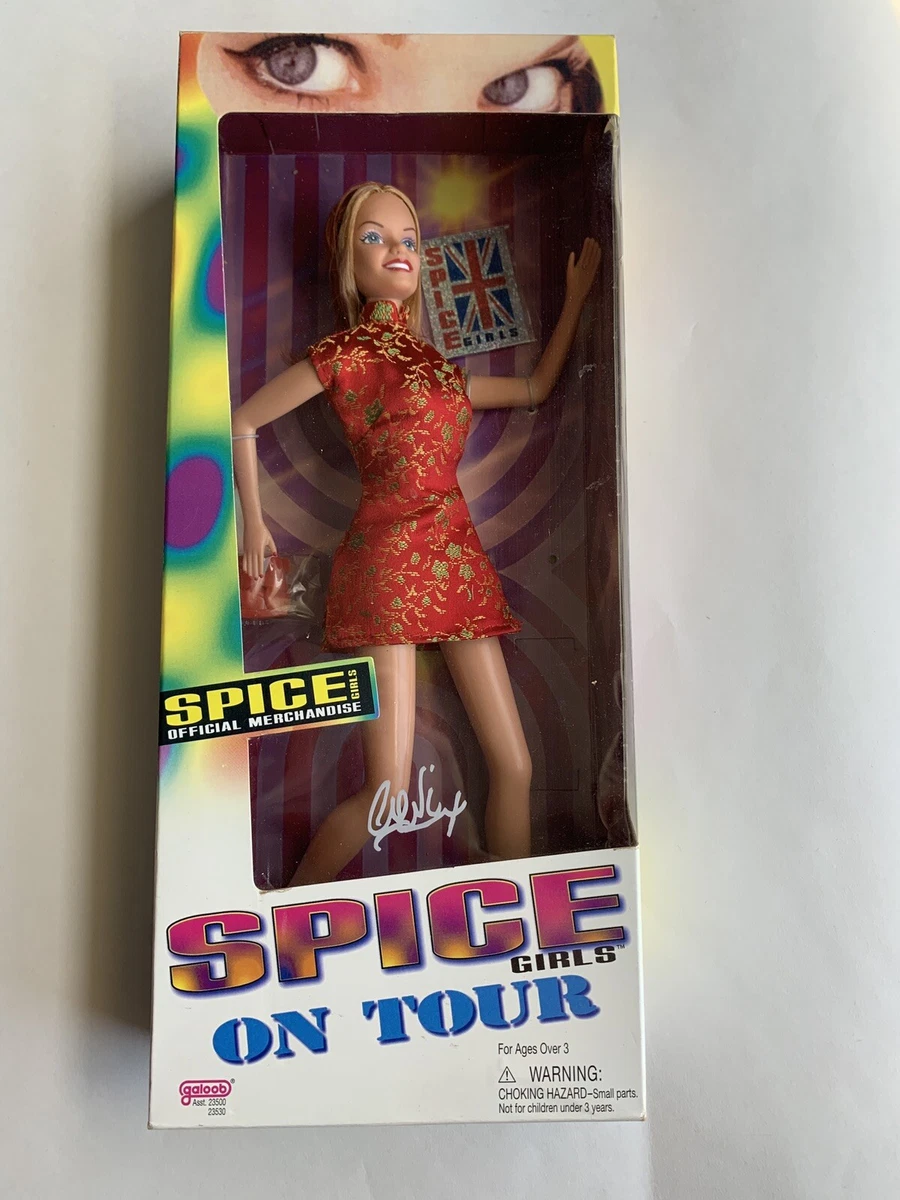 SPICE
GIRLS
SPICE GIRLS
OFFICIAL MERCHANDISE
SPICE
GIRLS™
ON TOUR
For Ages Over 3
⚠ WARNING:
CHOKING HAZARD–Small parts.
Not for children under 3 years.
galoob®
Asst. 23500
23530